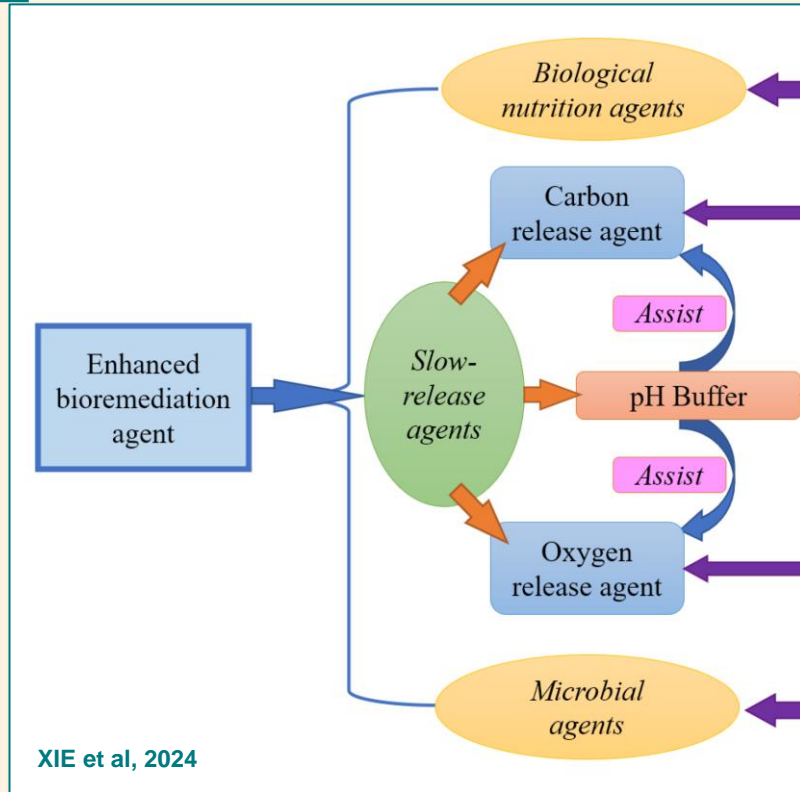 Biological
nutrition agents
Carbon
release agent
Assist
Enhanced
bioremediation
agent
Slow-
release
agents
pH Buffer
Assist
Oxygen
release agent
Microbial
agents
XIE et al, 2024